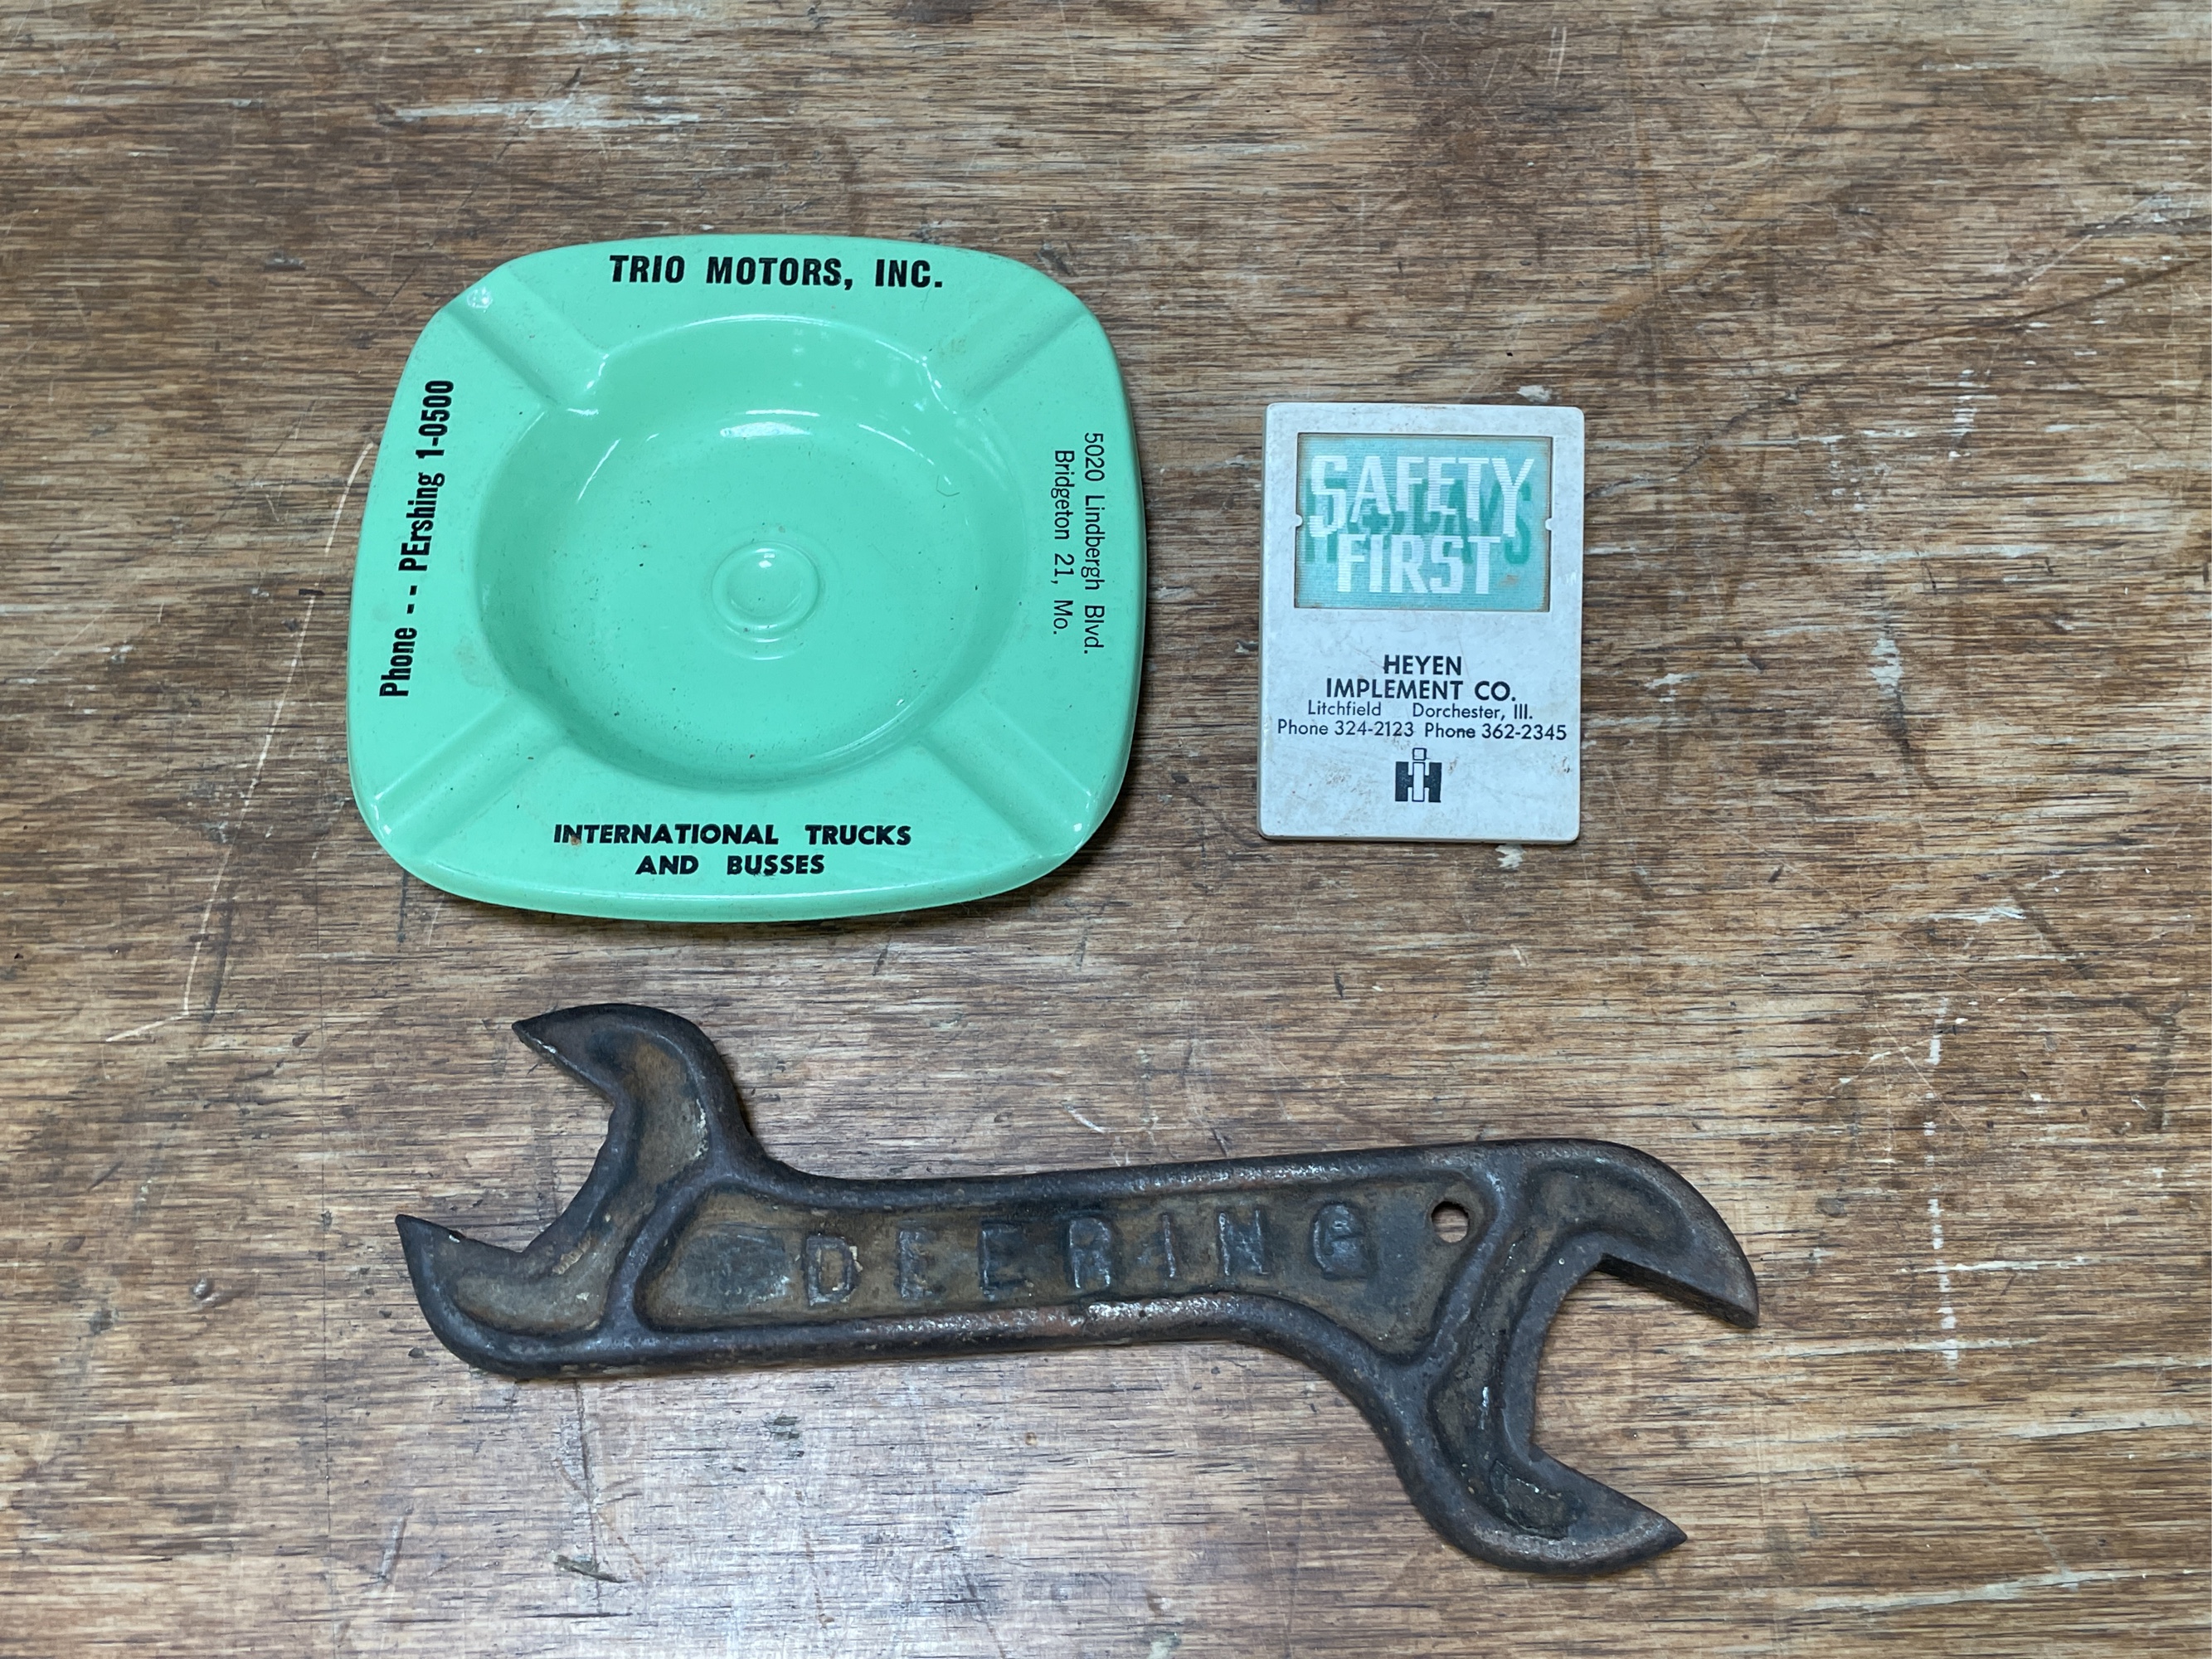 TRIO MOTORS, INC.
Phone - - PErshing 1-0500
5020 Lindbergh Blvd.
Bridgeton 21, Mo.
INTERNATIONAL TRUCKS
AND BUSSES
SAFETY
FIRST
HEYEN
IMPLEMENT CO.
Litchfield Dorchester, Ill.
Phone 324-2123 Phone 362-2345
IH
DEERING